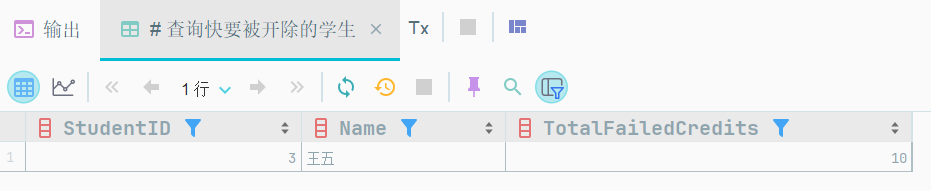 输出 # 查询快要被开除的学生 × Tx
1 行
StudentID Name TotalFailedCredits
1 3 王五 10